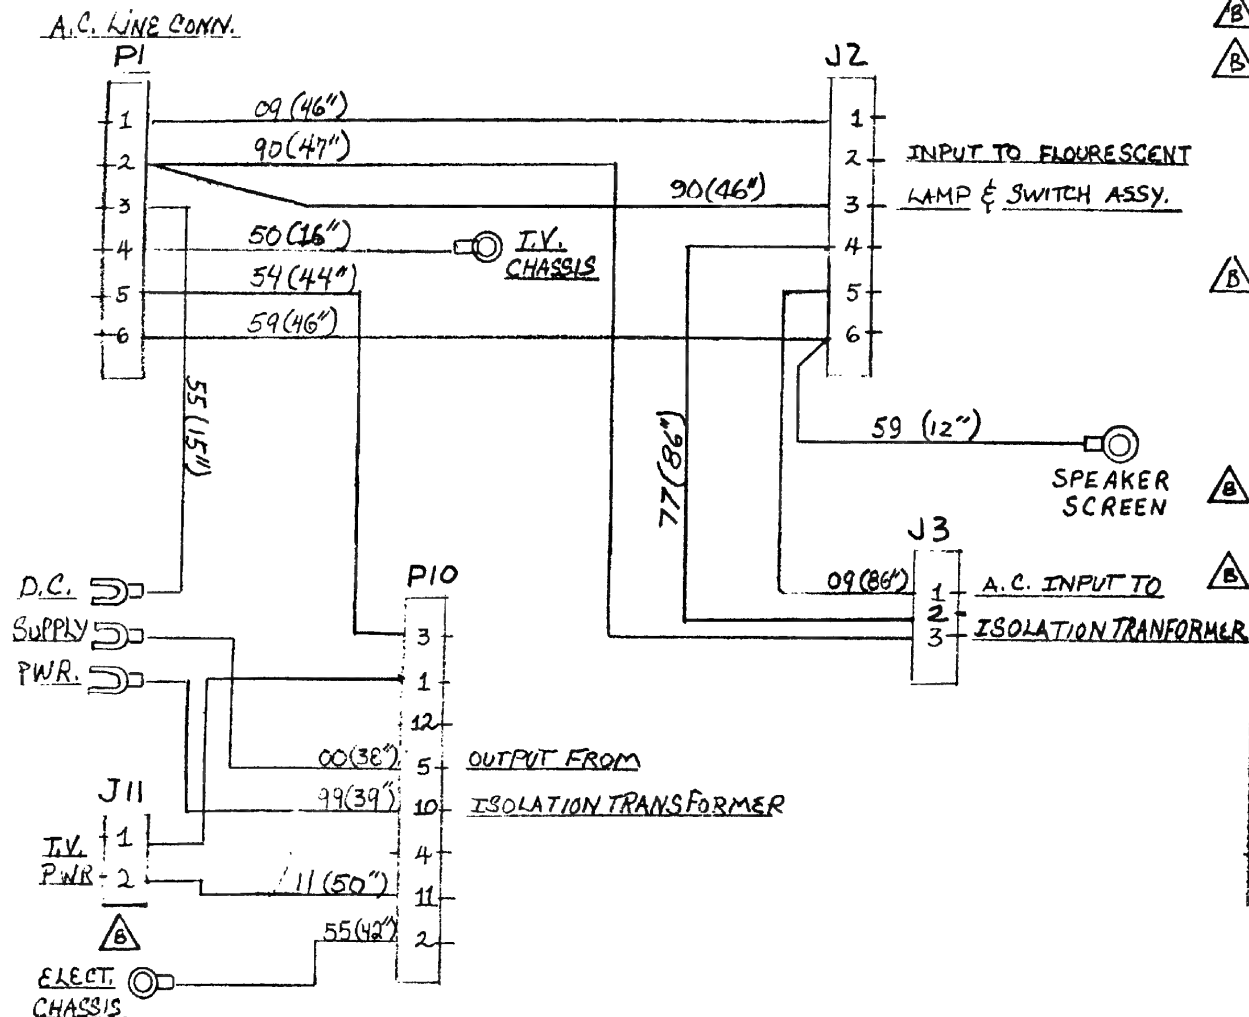 A.C. LINE CONN.
P1
J2
B
B
1
09 (46")
1
2
90 (47")
2
INPUT TO FLOURESCENT
3
90 (46")
3
LAMP & SWITCH ASSY.
4
50 (16")
T.V.
CHASSIS
4
5
54 (44")
5
B
6
59 (46")
6
55 (15")
77 (86")
59 (12")
SPEAKER
SCREEN
B
J3
D.C.
SUPPLY
PWR.
P10
09 (86")
1
A.C. INPUT TO
B
2
3
ISOLATION TRANFORMER
3
1
12
00 (38")
5
OUTPUT FROM
99 (39")
10
ISOLATION TRANSFORMER
J11
1
T.V.
PWR
2
4
11 (50")
11
B
55 (42")
2
ELECT.
CHASSIS